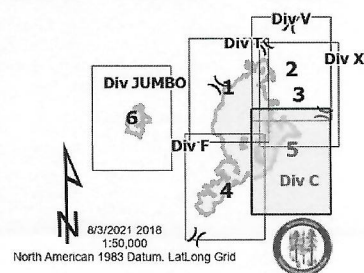 Div V
Div T
Div X
2
Div JUMBO
1
3
6
Div F
5
4
Div C
N
8/3/2021 2018
1:50,000
North American 1983 Datum. LatLong Grid